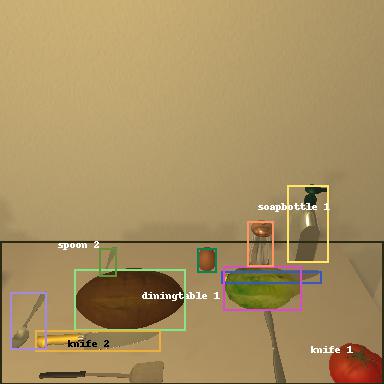 soapbottle 1
spoon 2
diningtable 1
knife 2
knife 1